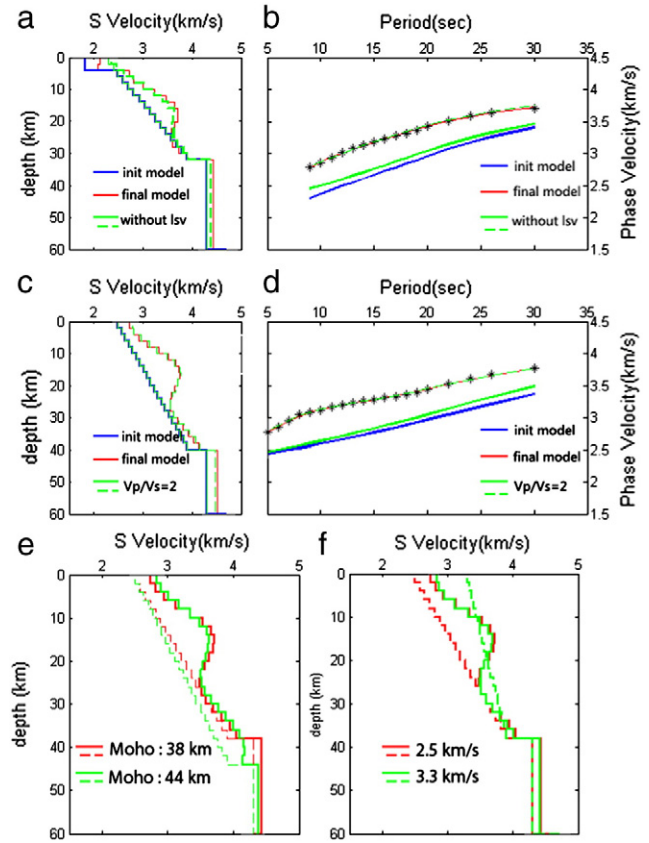 a
S Velocity(km/s)
2 3 4 5
0
10
20
30
40
50
60
depth (km)
init model
final model
without lsv
b
Period(sec)
5 10 15 20 25 30 35
4.5
3.5
3
2.5
2
1.5
Phase Velocity(km/s)
init model
final model
without lsv
c
S Velocity(km/s)
2 3 4 5
0
10
20
30
40
50
60
depth (km)
init model
final model
Vp/Vs=2
d
Period(sec)
5 10 15 20 25 30 35
4.5
4
3.5
3
2.5
2
1.5
Phase Velocity(km/s)
init model
final model
Vp/Vs=2
e
S Velocity(km/s)
2 3 4 5
0
10
20
30
40
50
60
depth (km)
Moho : 38 km
Moho : 44 km
f
S Velocity(km/s)
2 3 4 5
0
10
20
30
40
50
60
depth (km)
2.5 km/s
3.3 km/s